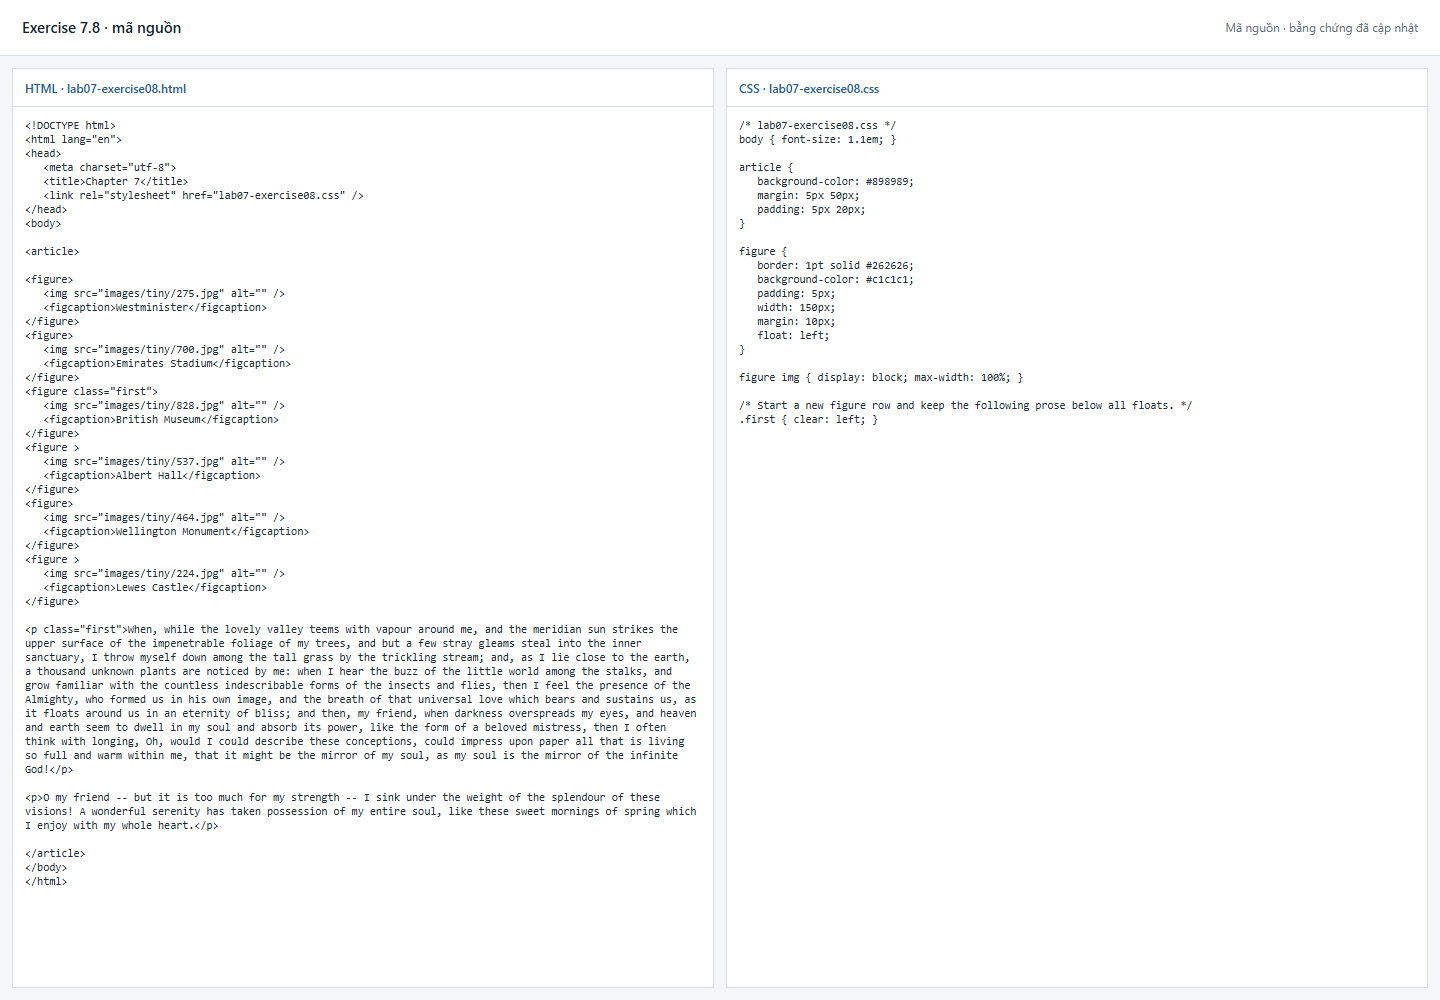 Exercise 7.8 · mã nguồn
Mã nguồn · bằng chứng đã cập nhật
HTML · lab07-exercise08.html
<!DOCTYPE html>
<html lang="en">
<head>
   <meta charset="utf-8">
   <title>Chapter 7</title>
   <link rel="stylesheet" href="lab07-exercise08.css" />
</head>
<body>

<article>

<figure>
   <img src="images/tiny/275.jpg" alt="" />
   <figcaption>Westminister</figcaption>
</figure>
<figure>
   <img src="images/tiny/700.jpg" alt="" />
   <figcaption>Emirates Stadium</figcaption>
</figure>
<figure class="first">
   <img src="images/tiny/828.jpg" alt="" />
   <figcaption>British Museum</figcaption>
</figure>
<figure >
   <img src="images/tiny/537.jpg" alt="" />
   <figcaption>Albert Hall</figcaption>
</figure>
<figure>
   <img src="images/tiny/464.jpg" alt="" />
   <figcaption>Wellington Monument</figcaption>
</figure>
<figure >
   <img src="images/tiny/224.jpg" alt="" />
   <figcaption>Lewes Castle</figcaption>
</figure>

<p class="first">When, while the lovely valley teems with vapour around me, and the meridian sun strikes the
upper surface of the impenetrable foliage of my trees, and but a few stray gleams steal into the inner
sanctuary, I throw myself down among the tall grass by the trickling stream; and, as I lie close to the earth,
a thousand unknown plants are noticed by me: when I hear the buzz of the little world among the stalks, and
grow familiar with the countless indescribable forms of the insects and flies, then I feel the presence of the
Almighty, who formed us in his own image, and the breath of that universal love which bears and sustains us, as
it floats around us in an eternity of bliss; and then, my friend, when darkness overspreads my eyes, and heaven
and earth seem to dwell in my soul and absorb its power, like the form of a beloved mistress, then I often
think with longing, Oh, would I could describe these conceptions, could impress upon paper all that is living
so full and warm within me, that it might be the mirror of my soul, as my soul is the mirror of the infinite
God!</p>

<p>O my friend -- but it is too much for my strength -- I sink under the weight of the splendour of these
visions! A wonderful serenity has taken possession of my entire soul, like these sweet mornings of spring which
I enjoy with my whole heart.</p>

</article>
</body>
</html>
CSS · lab07-exercise08.css
/* lab07-exercise08.css */
body { font-size: 1.1em; }

article {
   background-color: #898989;
   margin: 5px 50px;
   padding: 5px 20px;
}

figure {
   border: 1pt solid #262626;
   background-color: #c1c1c1;
   padding: 5px;
   width: 150px;
   margin: 10px;
   float: left;
}

figure img { display: block; max-width: 100%; }

/* Start a new figure row and keep the following prose below all floats. */
.first { clear: left; }